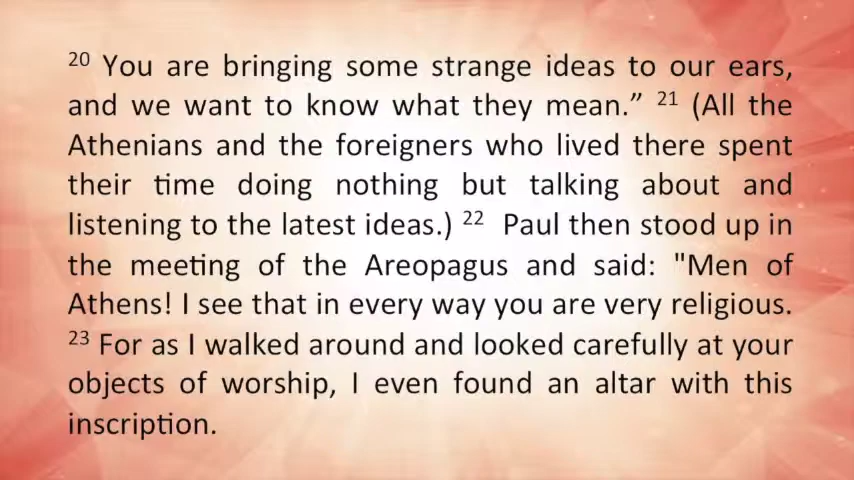 20 You are bringing some strange ideas to our ears,
and we want to know what they mean.” 21 (All the
Athenians and the foreigners who lived there spent
their time doing nothing but talking about and
listening to the latest ideas.) 22 Paul then stood up in
the meeting of the Areopagus and said: "Men of
Athens! I see that in every way you are very religious.
23 For as I walked around and looked carefully at your
objects of worship, I even found an altar with this
inscription.